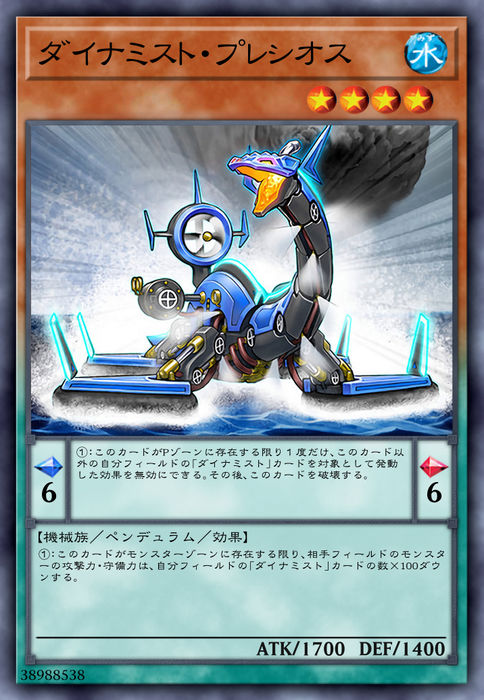 ダイナミスト・プレシオス
みず
水
①：このカードがPゾーンに存在する限り１度だけ、このカード以
外の自分フィールドの「ダイナミスト」カードを対象として発動
した効果を無効にできる。その後、このカードを破壊する。
6
6
【機械族／ペンデュラム／効果】
①：このカードがモンスターゾーンに存在する限り、相手フィールドのモンスタ
ーの攻撃力・守備力は、自分フィールドの「ダイナミスト」カードの数×100ダウ
ンする。
ATK/1700 DEF/1400
38988538